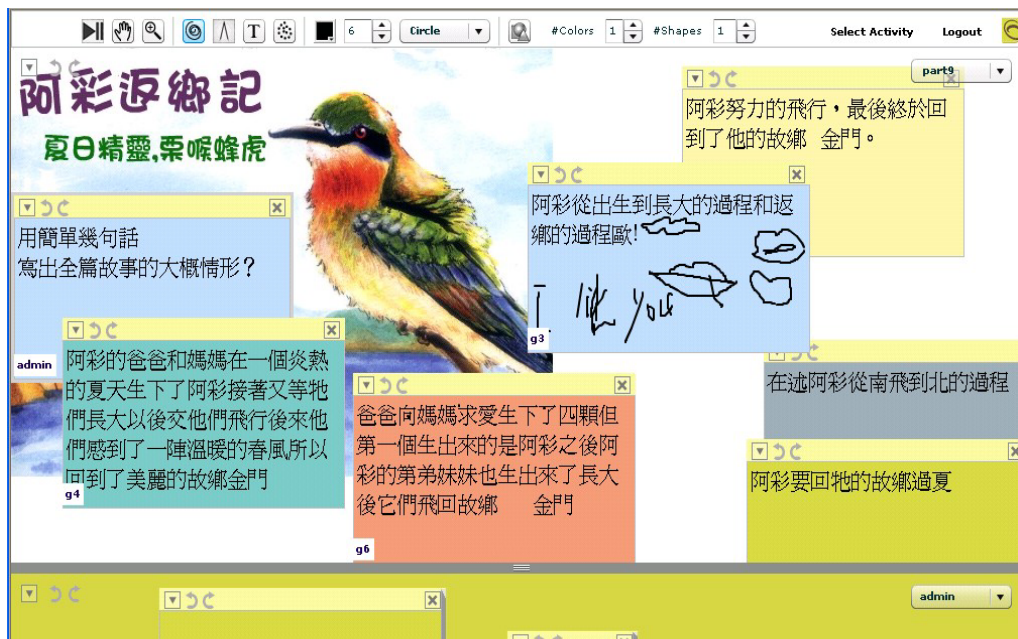 T
6
Circle
#Colors
1
#Shapes
1
Select Activity
Logout
part9
阿彩返鄉記
夏日精靈,栗喉蜂虎
阿彩努力的飛行，最後終於回
到了他的故鄉 金門。
阿彩從出生到長大的過程和返
鄉的過程歐!
I lik you
g3
用簡單幾句話
寫出全篇故事的大概情形？
admin
阿彩的爸爸和媽媽在一個炎熱
的夏天生下了阿彩接著又等牠
們長大以後交他們飛行後來他
們感到了一陣溫暖的春風所以
回到了美麗的故鄉金門
g4
爸爸向媽媽求愛生下了四顆但
第一個生出來的是阿彩之後阿
彩的第弟妹妹也生出來了長大
後它們飛回故鄉 金門
g6
在述阿彩從南飛到北的過程
阿彩要回牠的故鄉過夏
admin